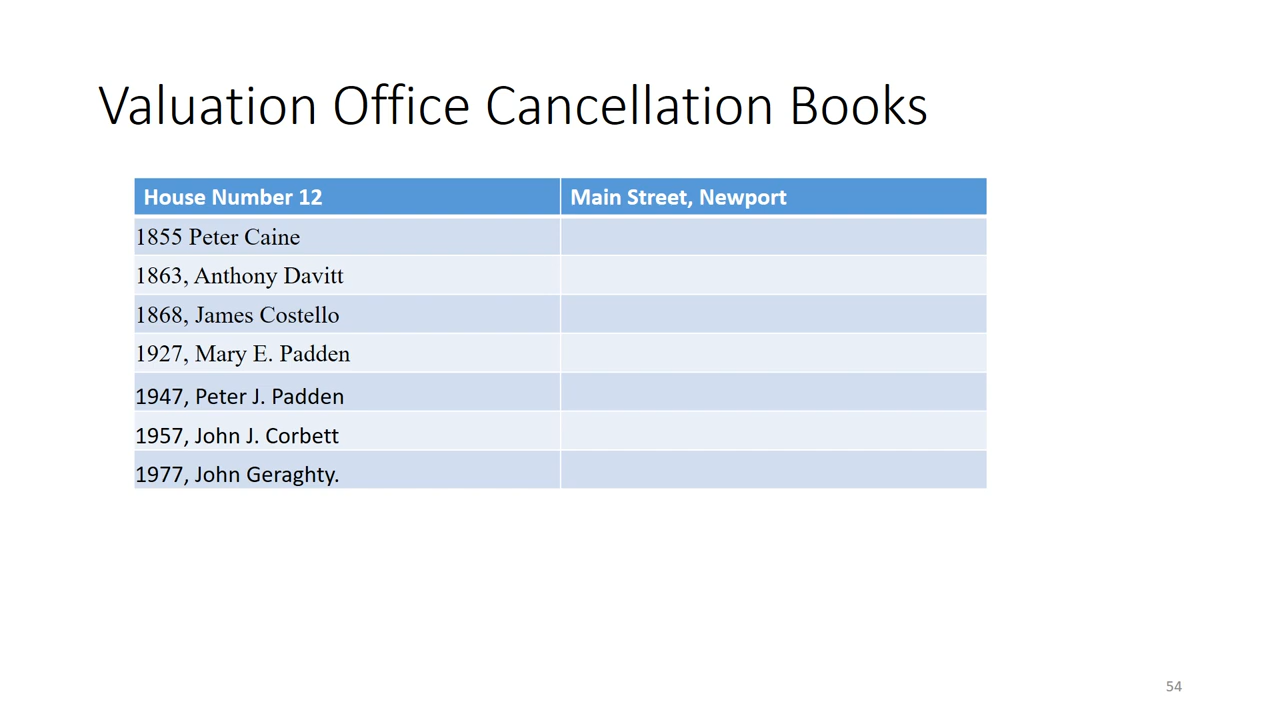 Valuation Office Cancellation Books
House Number 12 Main Street, Newport
1855 Peter Caine
1863, Anthony Davitt
1868, James Costello
1927, Mary E. Padden
1947, Peter J. Padden
1957, John J. Corbett
1977, John Geraghty.
54